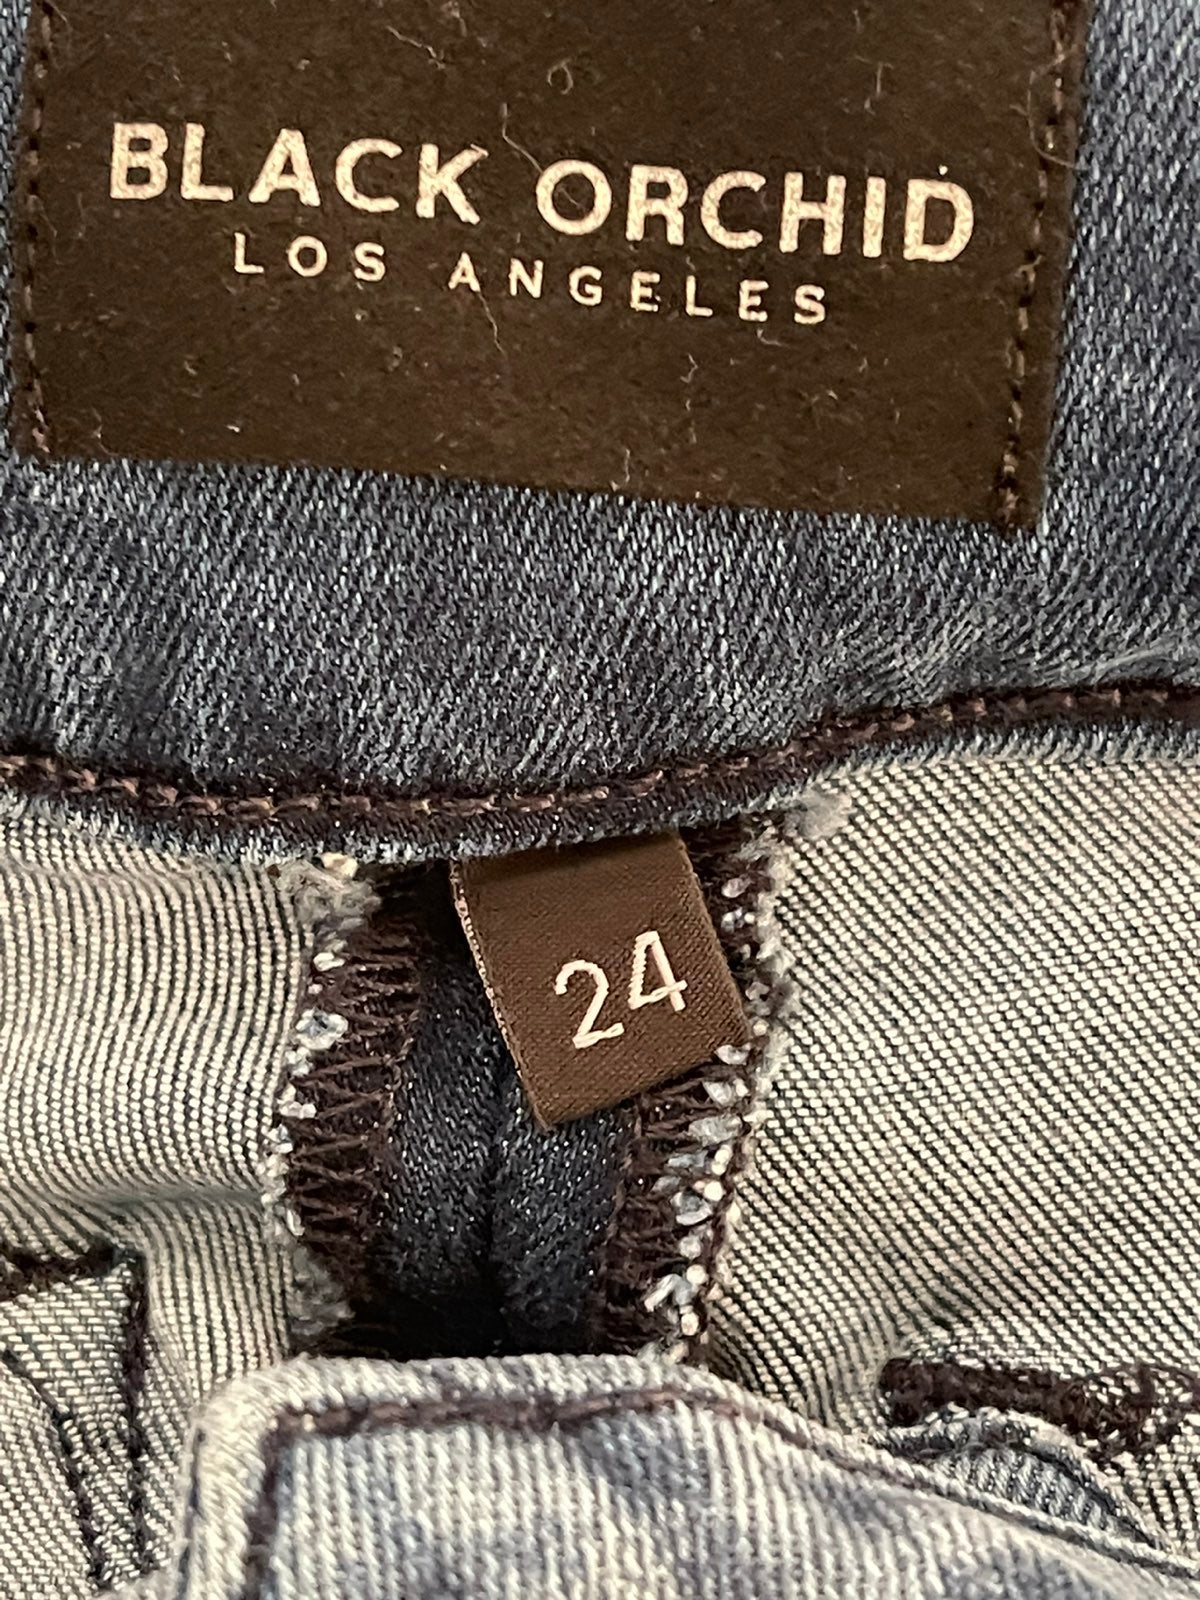 BLACK ORCHID
LOS ANGELES
24